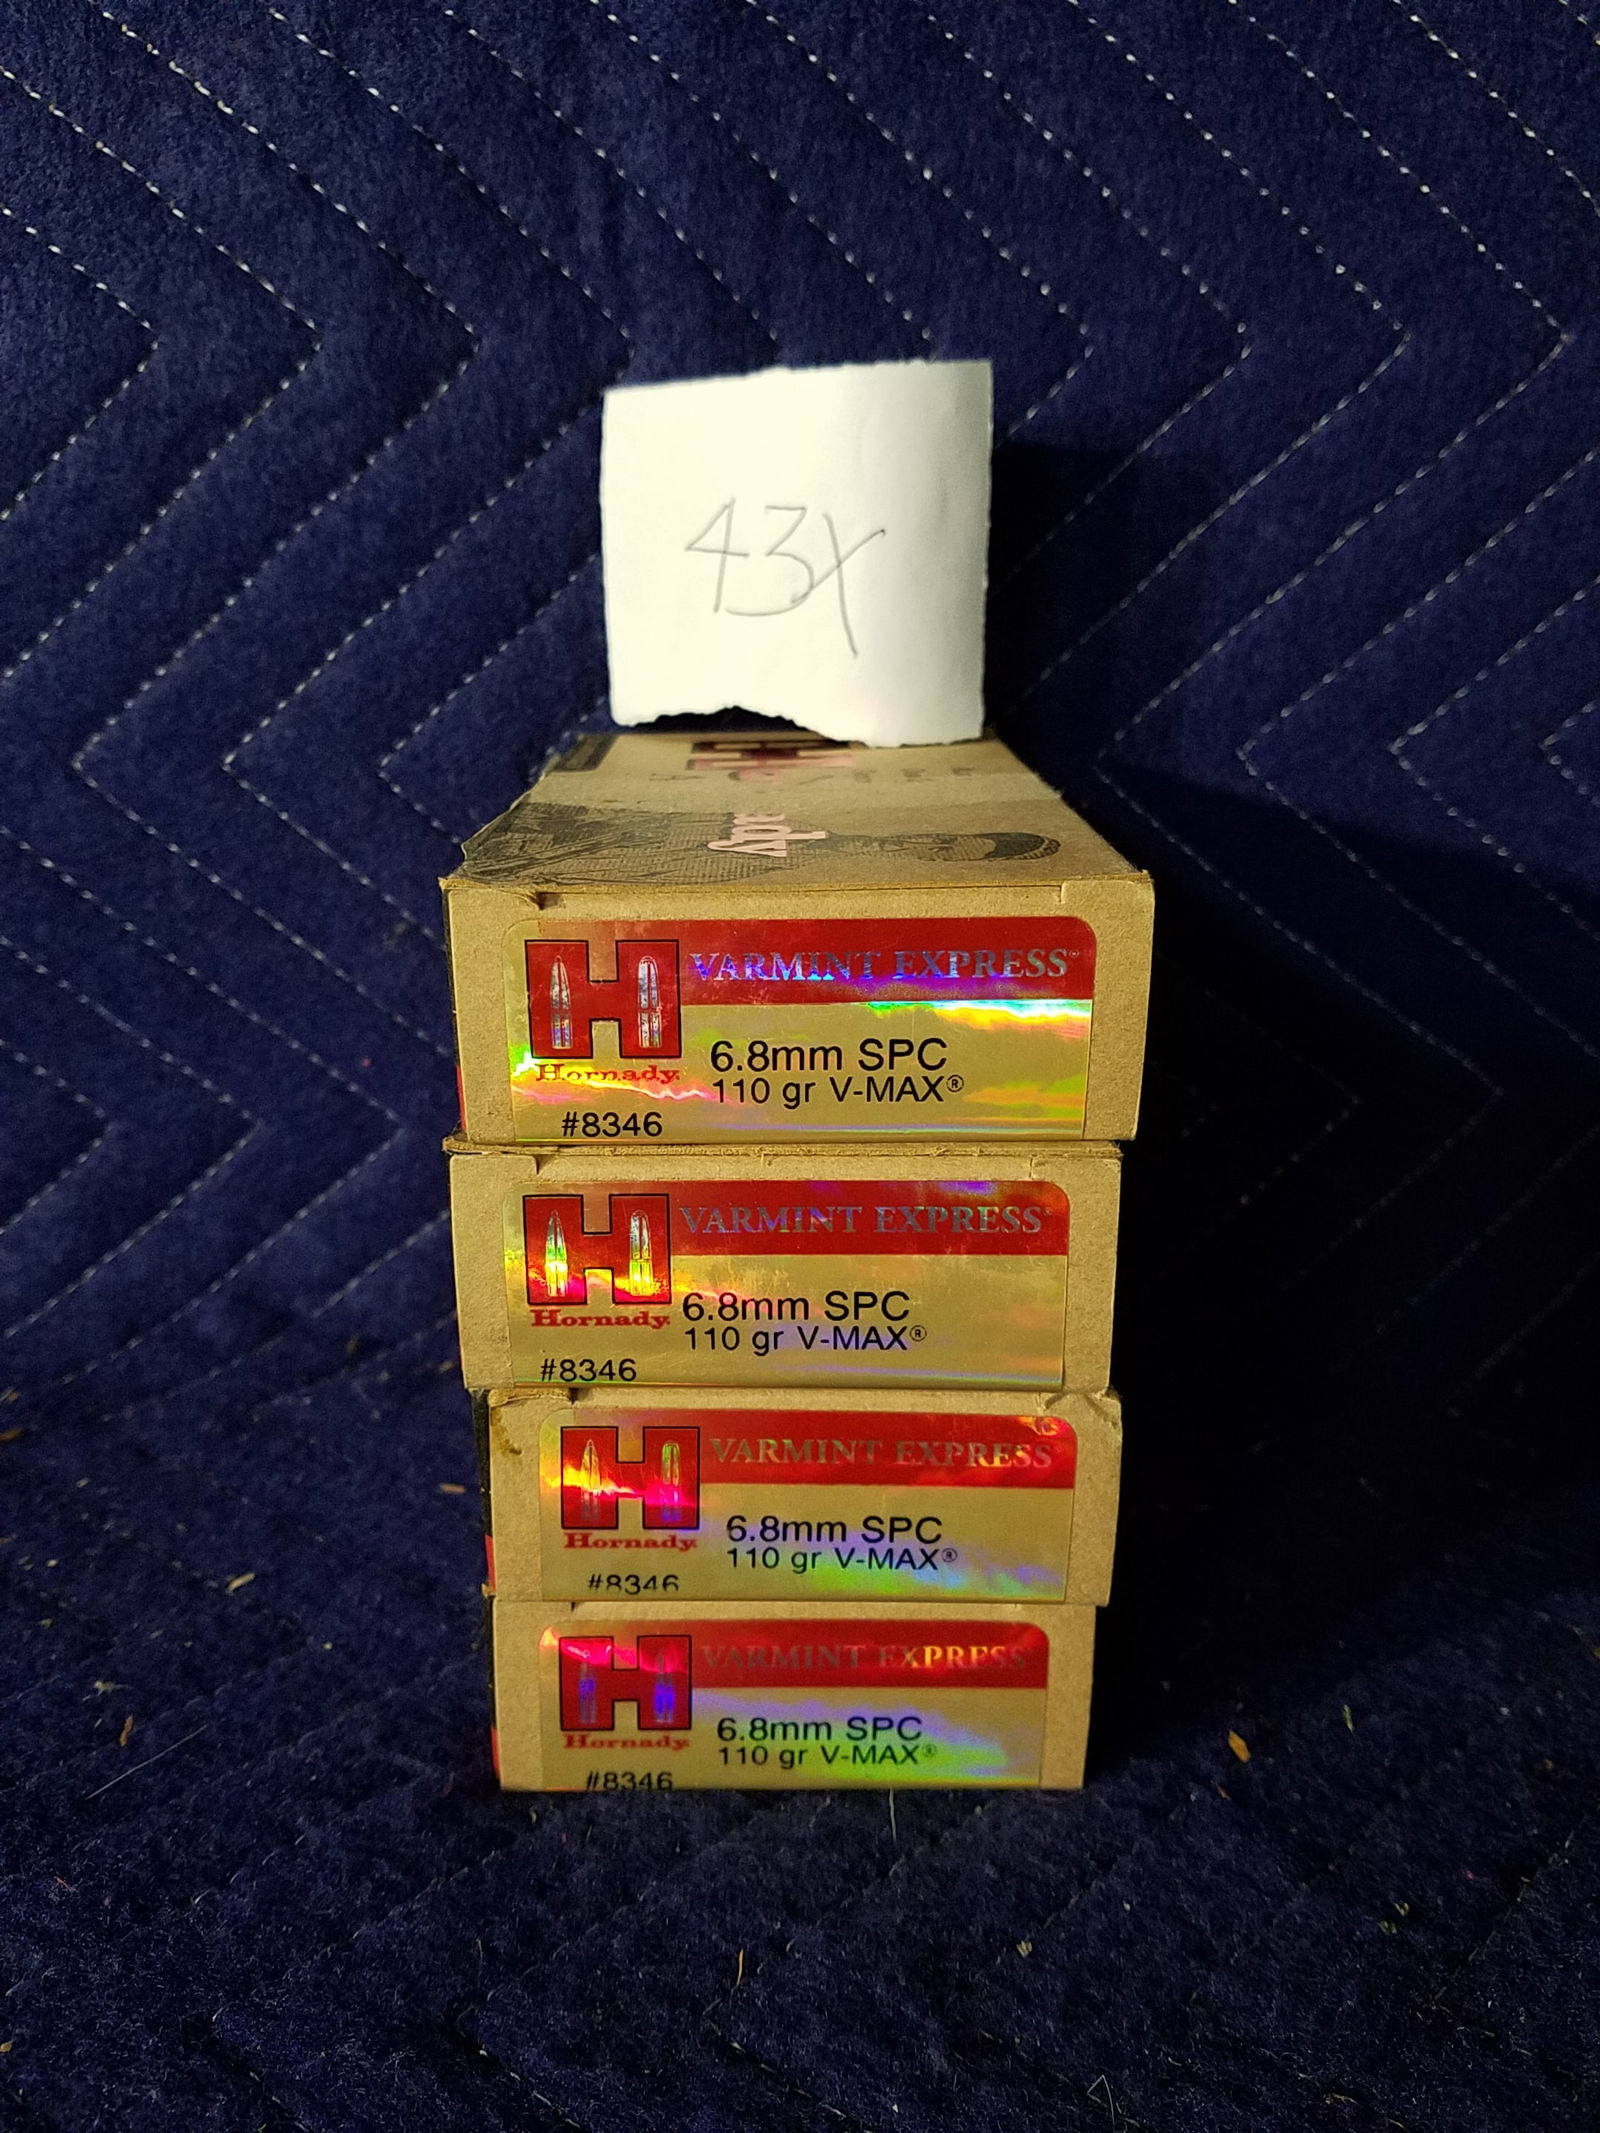 43X
VARMINT EXPRESS®
Hornady
6.8mm SPC
110 gr V-MAX®
#8346
VARMINT EXPRESS
Hornady
6.8mm SPC
110 gr V-MAX®
#8346
VARMINT EXPRESS
Hornady
6.8mm SPC
110 gr V-MAX®
#8346
VARMINT EXPRESS
Hornady
6.8mm SPC
110 gr V-MAX®
#8346